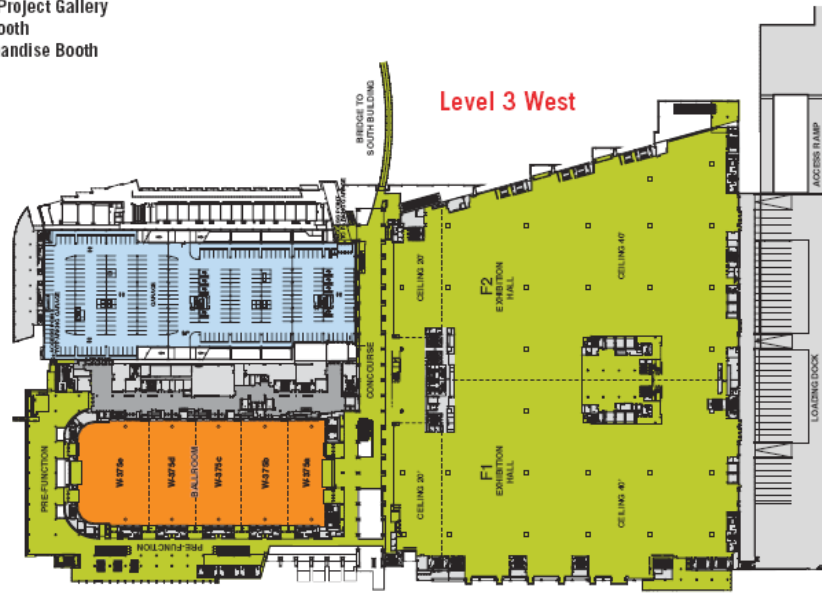 Project Gallery
ooth
andise Booth
Level 3 West
BRIDGE TO
SOUTH BUILDING
ACCESS RAMP
CEILING 20'
F2
EXHIBITION
HALL
CEILING 40'
GARAGE
CONCOURSE
LOADING DOCK
PRE-FUNCTION
W-375e
W-375d
BALLROOM
W-375c
W-375b
W-375a
CEILING 20'
F1
EXHIBITION
HALL
CEILING 40'
PRE-FUNCTION